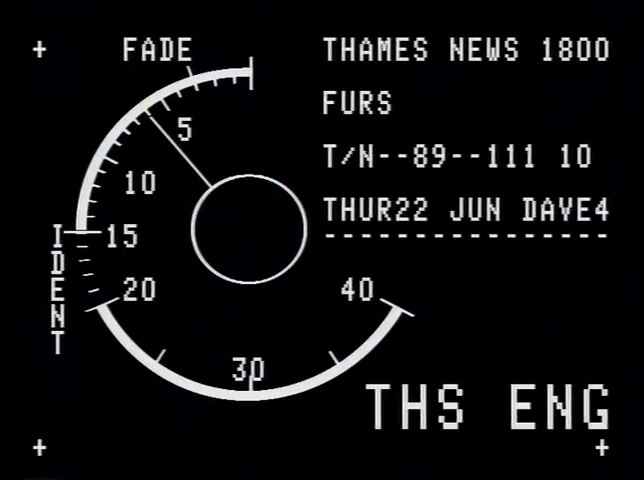 FADE
5
10
15
20
30
40
IDENT
THAMES NEWS 1800
FURS
T/N--89--111 10
THUR22 JUN DAVE4
-----------------
THS ENG